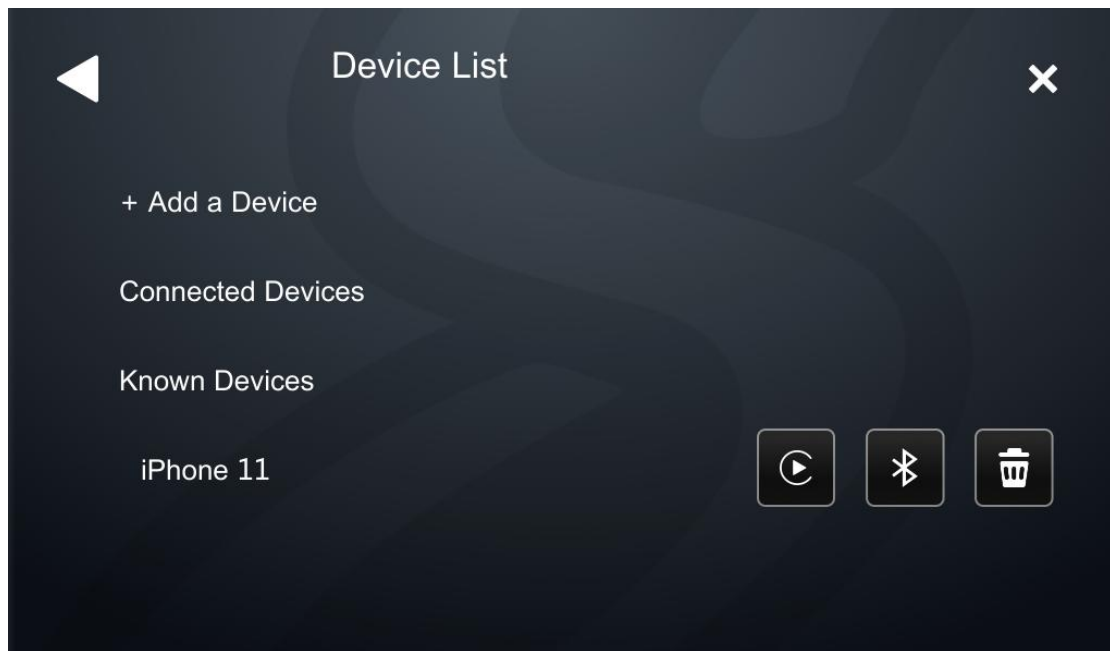 Device List
+ Add a Device
Connected Devices
Known Devices
iPhone 11